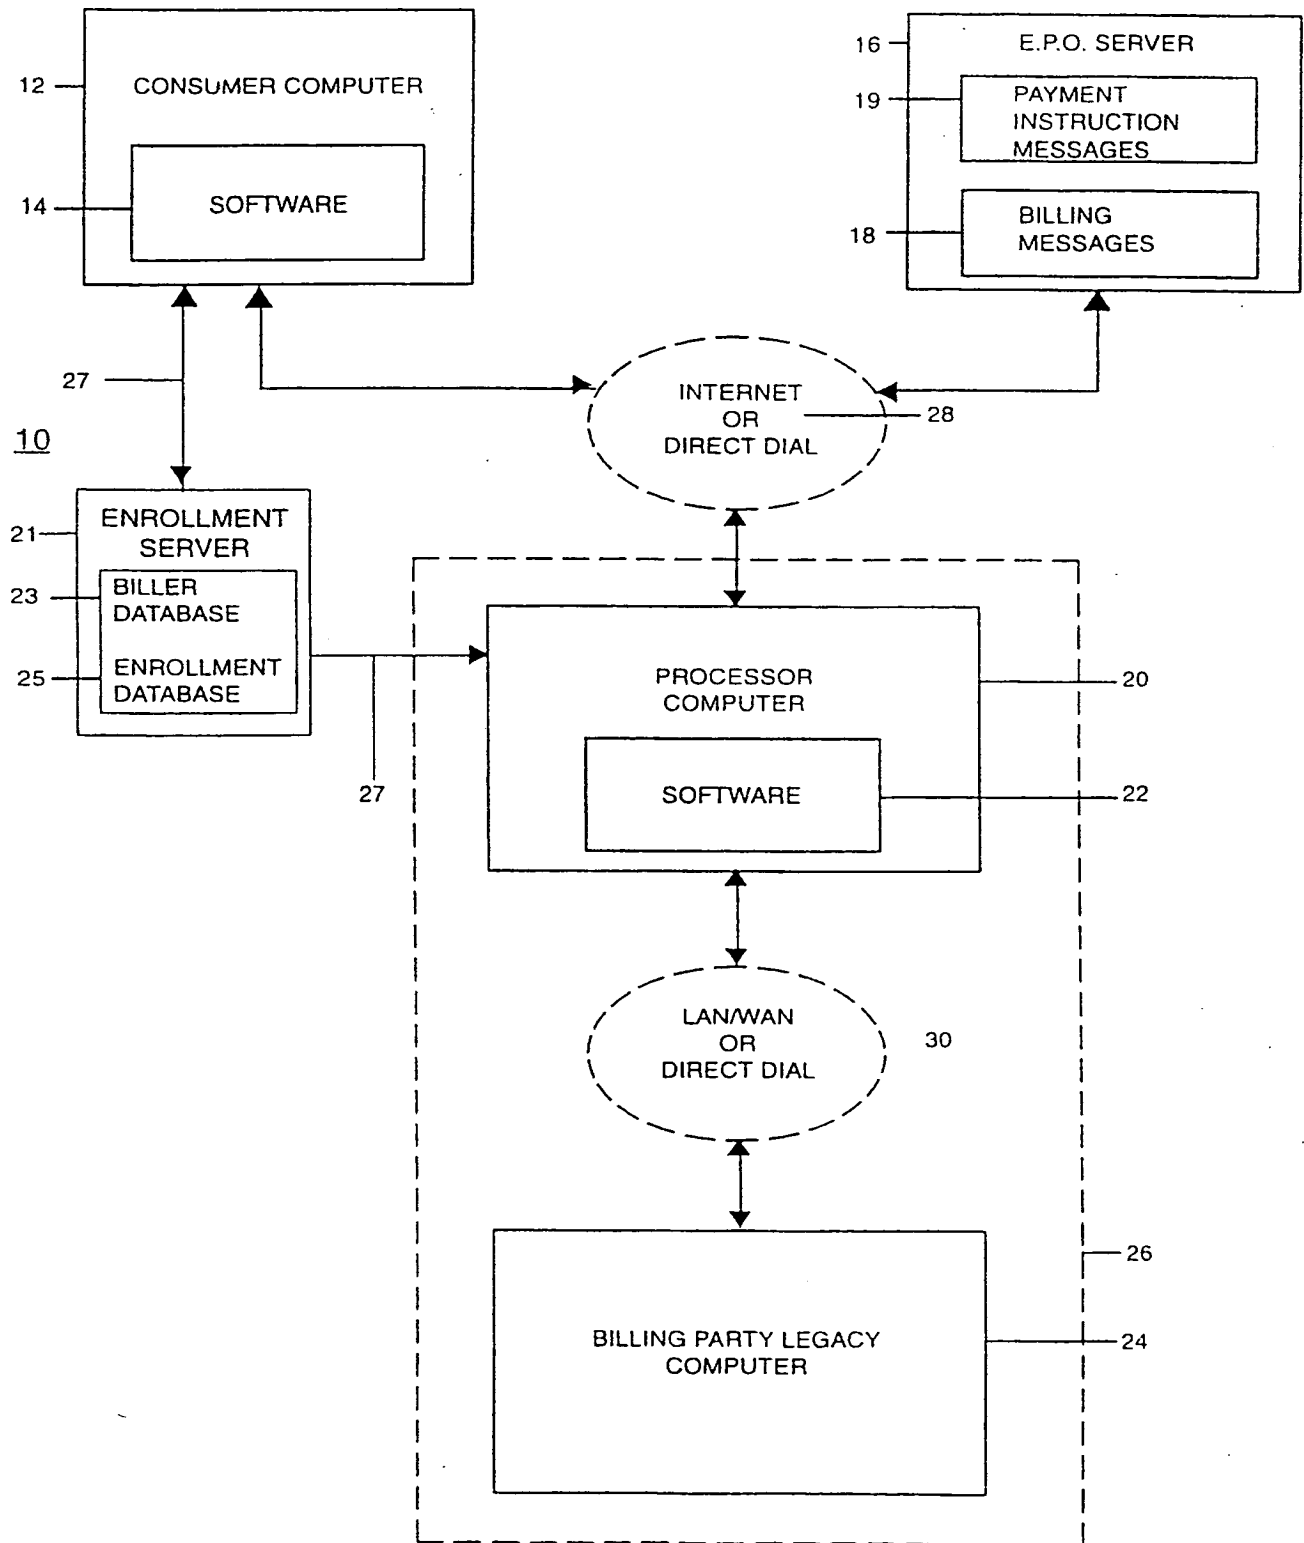 12
CONSUMER COMPUTER
14
SOFTWARE
16
E.P.O. SERVER
19
PAYMENT
INSTRUCTION
MESSAGES
18
BILLING
MESSAGES
27
INTERNET
OR
DIRECT DIAL
28
10
21
ENROLLMENT
SERVER
23
BILLER
DATABASE
25
ENROLLMENT
DATABASE
27
PROCESSOR
COMPUTER
20
SOFTWARE
22
LAN/WAN
OR
DIRECT DIAL
30
26
BILLING PARTY LEGACY
COMPUTER
24